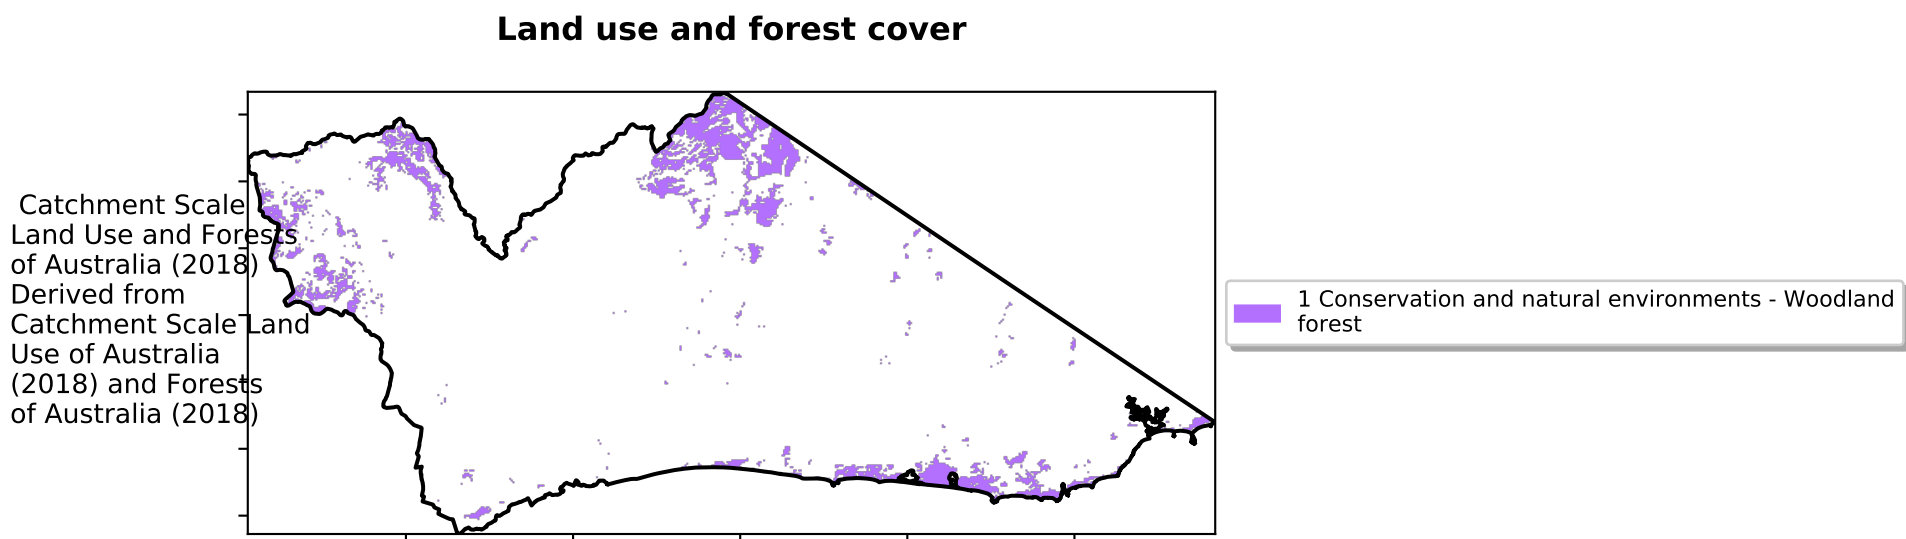 Land use and forest cover
Catchment Scale
Land Use and Forests
of Australia (2018)
Derived from
Catchment Scale Land
Use of Australia
(2018) and Forests
of Australia (2018)
1 Conservation and natural environments - Woodland
forest